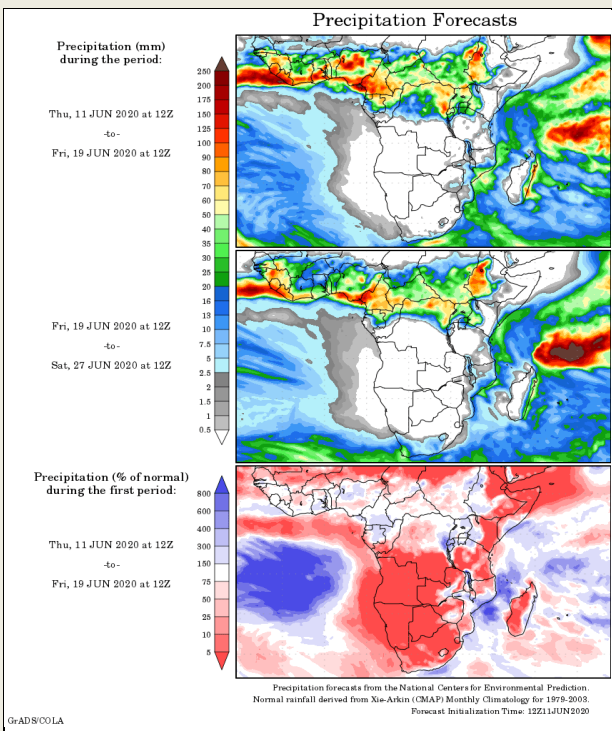 Precipitation Forecasts
Precipitation (mm)
during the period:
Thu, 11 JUN 2020 at 12Z
-to-
Fri, 19 JUN 2020 at 12Z
250
200
175
150
125
100
90
80
70
60
50
40
35
30
25
20
16
13
10
7.5
5
2.5
2
1.5
1
0.5
Fri, 19 JUN 2020 at 12Z
-to-
Sat, 27 JUN 2020 at 12Z
Precipitation (% of normal)
during the first period:
Thu, 11 JUN 2020 at 12Z
-to-
Fri, 19 JUN 2020 at 12Z
800
600
400
300
150
75
50
25
10
5
Precipitation forecasts from the National Centers for Environmental Prediction.
Normal rainfall derived from Xie-Arkin (CMAP) Monthly Climatology for 1979-2003.
Forecast Initialization Time: 12Z11JUN2020
GrADS/COLA